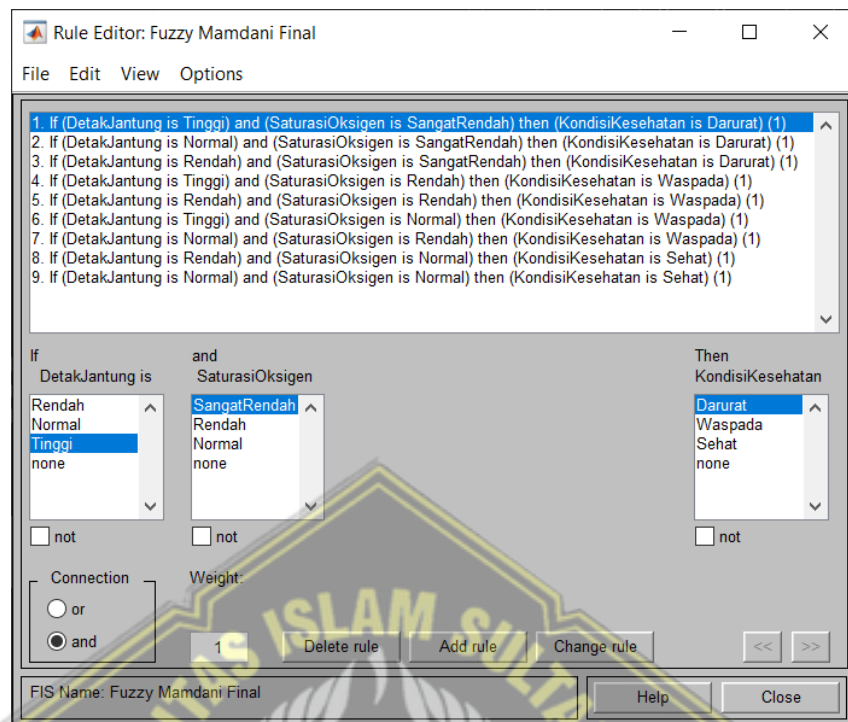 Rule Editor: Fuzzy Mamdani Final
File Edit View Options
1. If (DetakJantung is Tinggi) and (SaturasiOksigen is SangatRendah) then (KondisiKesehatan is Darurat) (1)
2. If (DetakJantung is Normal) and (SaturasiOksigen is SangatRendah) then (KondisiKesehatan is Darurat) (1)
3. If (DetakJantung is Rendah) and (SaturasiOksigen is SangatRendah) then (KondisiKesehatan is Darurat) (1)
4. If (DetakJantung is Tinggi) and (SaturasiOksigen is Rendah) then (KondisiKesehatan is Waspada) (1)
5. If (DetakJantung is Rendah) and (SaturasiOksigen is Rendah) then (KondisiKesehatan is Waspada) (1)
6. If (DetakJantung is Tinggi) and (SaturasiOksigen is Normal) then (KondisiKesehatan is Waspada) (1)
7. If (DetakJantung is Normal) and (SaturasiOksigen is Rendah) then (KondisiKesehatan is Waspada) (1)
8. If (DetakJantung is Rendah) and (SaturasiOksigen is Normal) then (KondisiKesehatan is Sehat) (1)
9. If (DetakJantung is Normal) and (SaturasiOksigen is Normal) then (KondisiKesehatan is Sehat) (1)
If and Then
DetakJantung is SaturasiOksigen KondisiKesehatan
Rendah SangatRendah Darurat
Normal Rendah Waspada
Tinggi Normal Sehat
none none none
not not not
Connection Weight:
or
and 1 Delete rule Add rule Change rule << >>
ITAS ISLAM SULTA
FIS Name: Fuzzy Mamdani Final Help Close